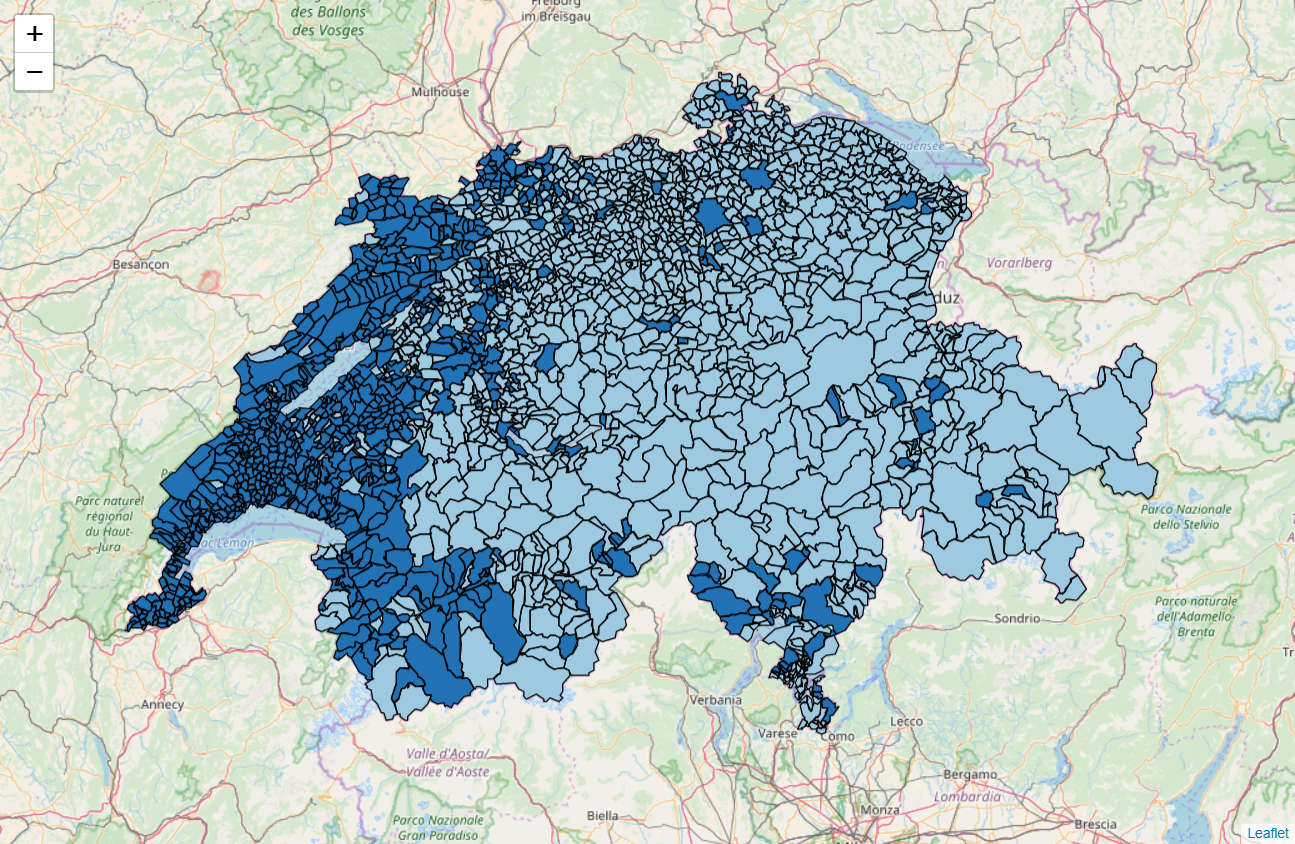 +
−
des Ballons
des Vosges
Freiburg
im Breisgau
Mulhouse
Bodensee
Besançon
Vorarlberg
duz
Parc naturel
régional
du Haut-
Jura
Parco Nazionale
dello Stelvio
Parco naturale
dell'Adamello-
Brenta
Sondrio
Annecy
Verbania
Varese
Como
Lecco
Valle d'Aosta/
Vallée d'Aoste
Bergamo
Lombardia
Biella
Monza
Brescia
Parco Nazionale
Gran Paradiso
Leaflet